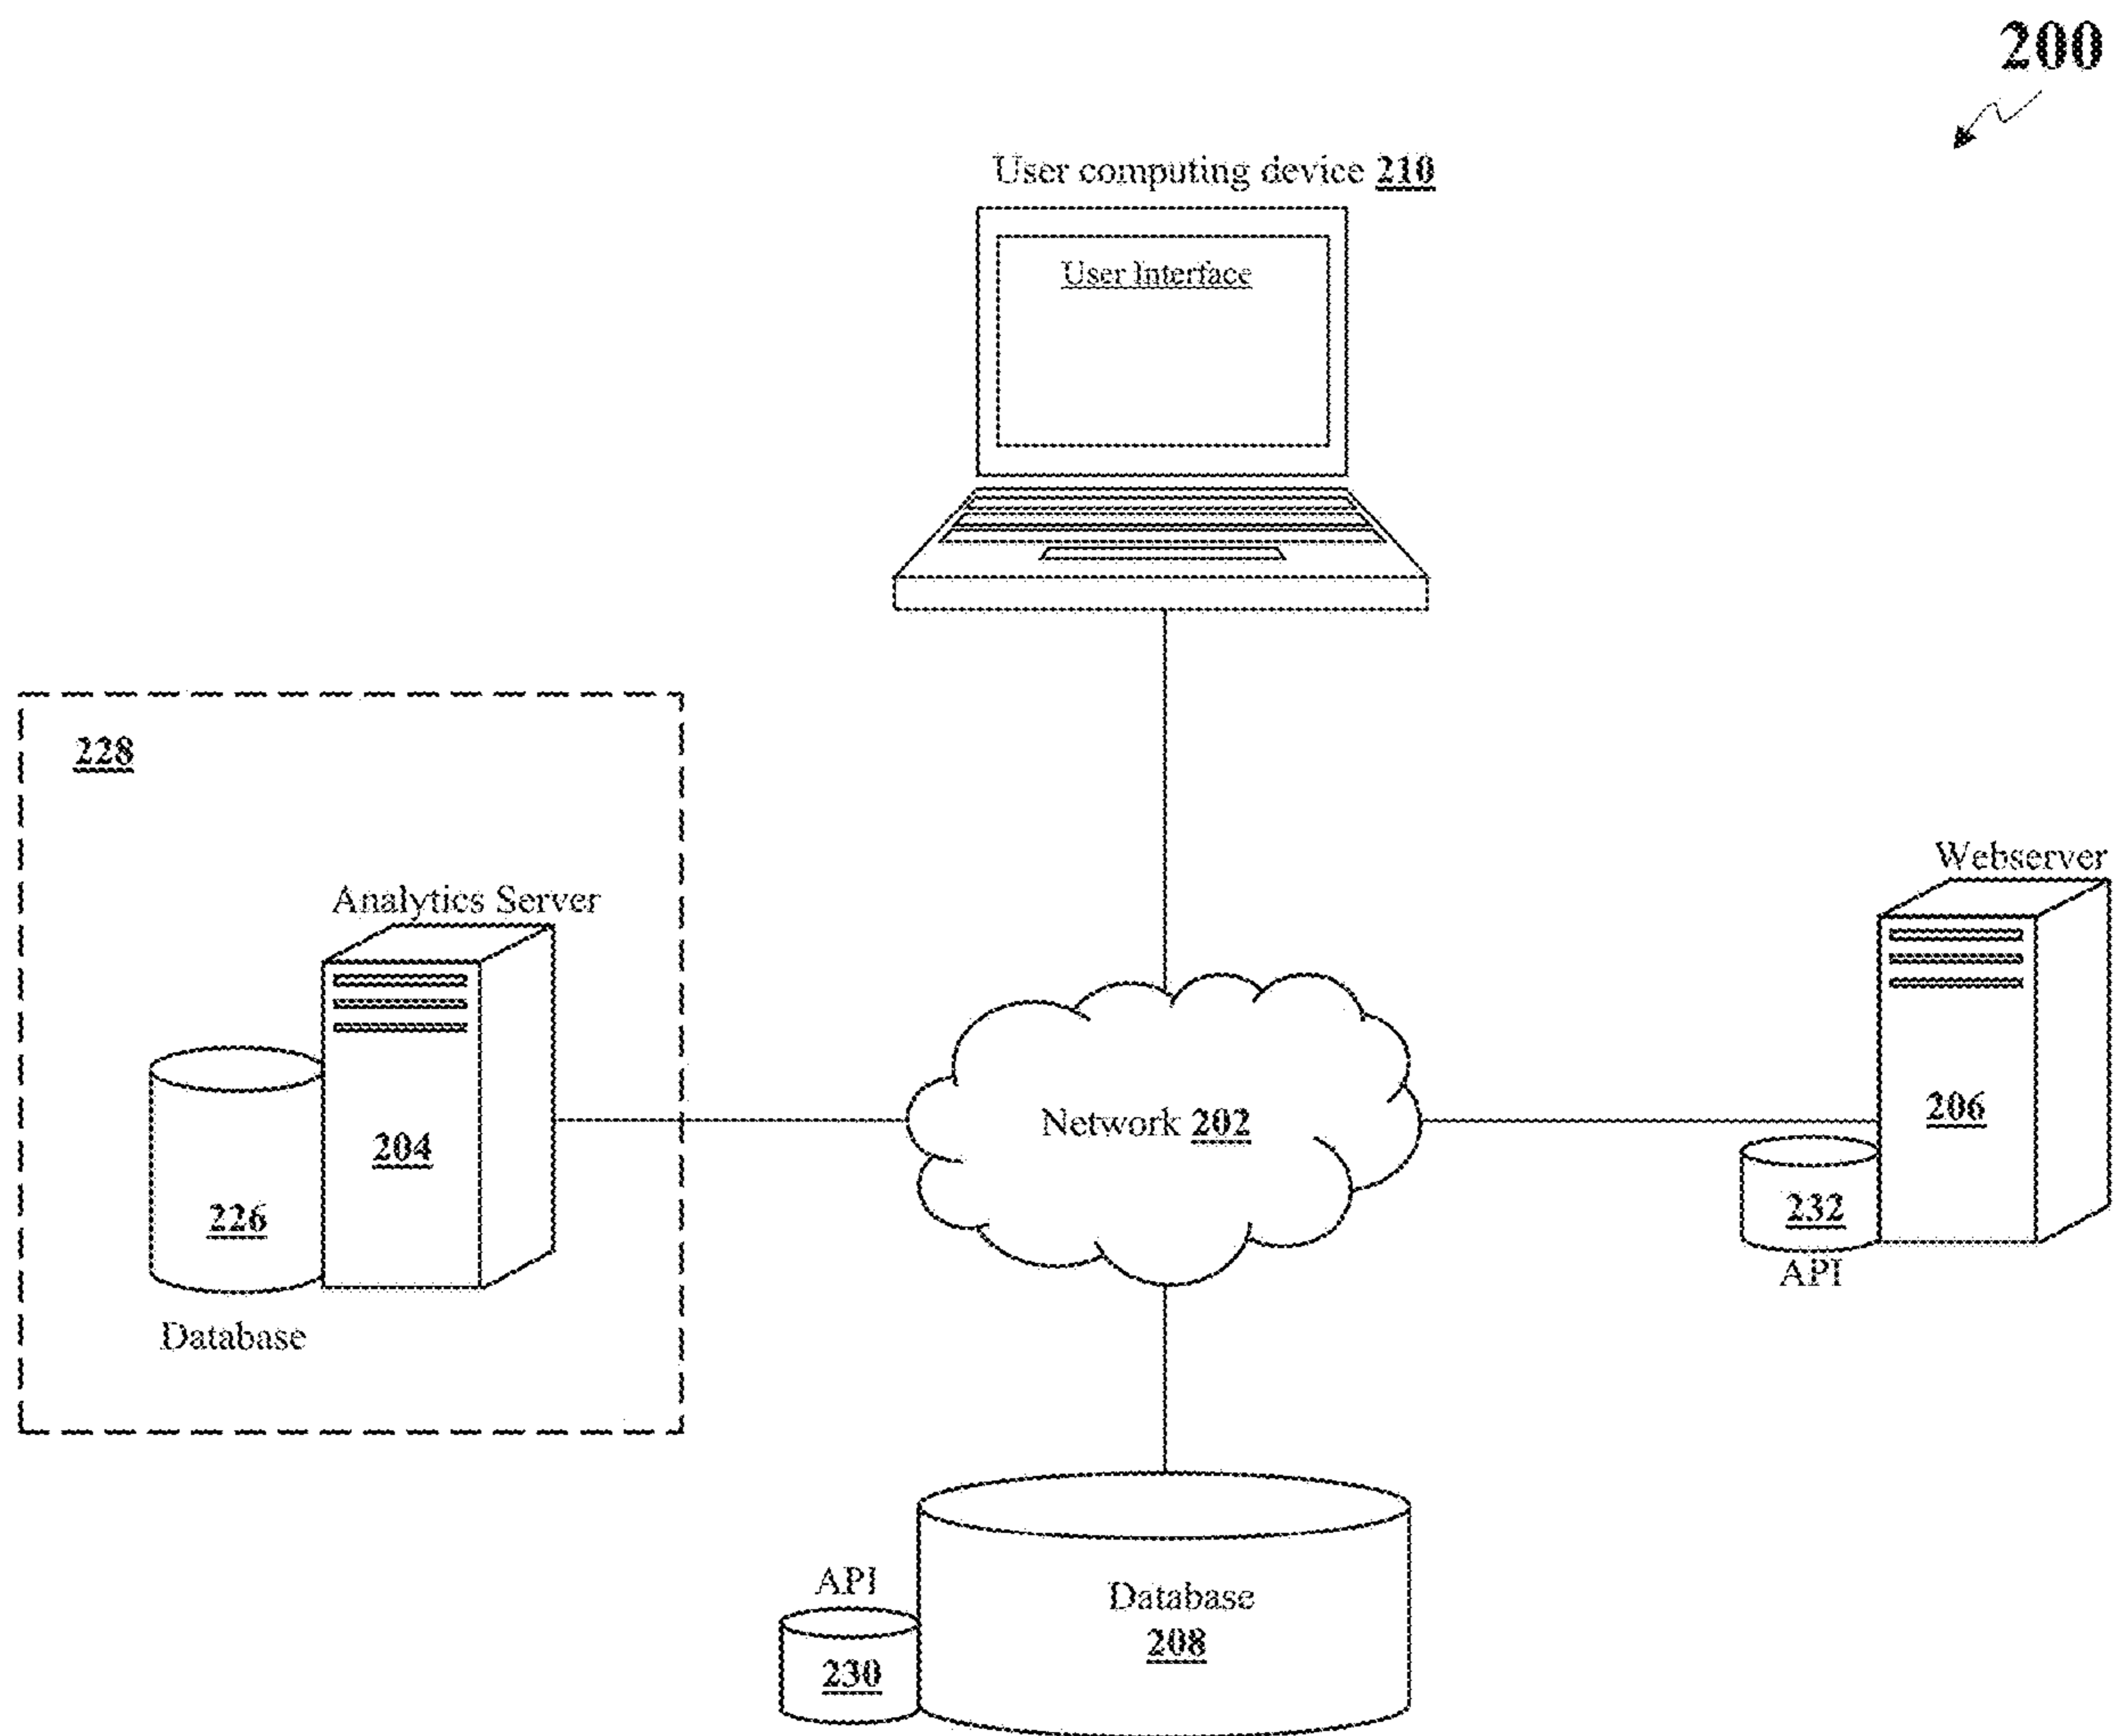 200
User computing device 210
User Interface
228
Analytics Server
Webserver
204
Network 202
206
226
232
API
Database
API
Database
208
230